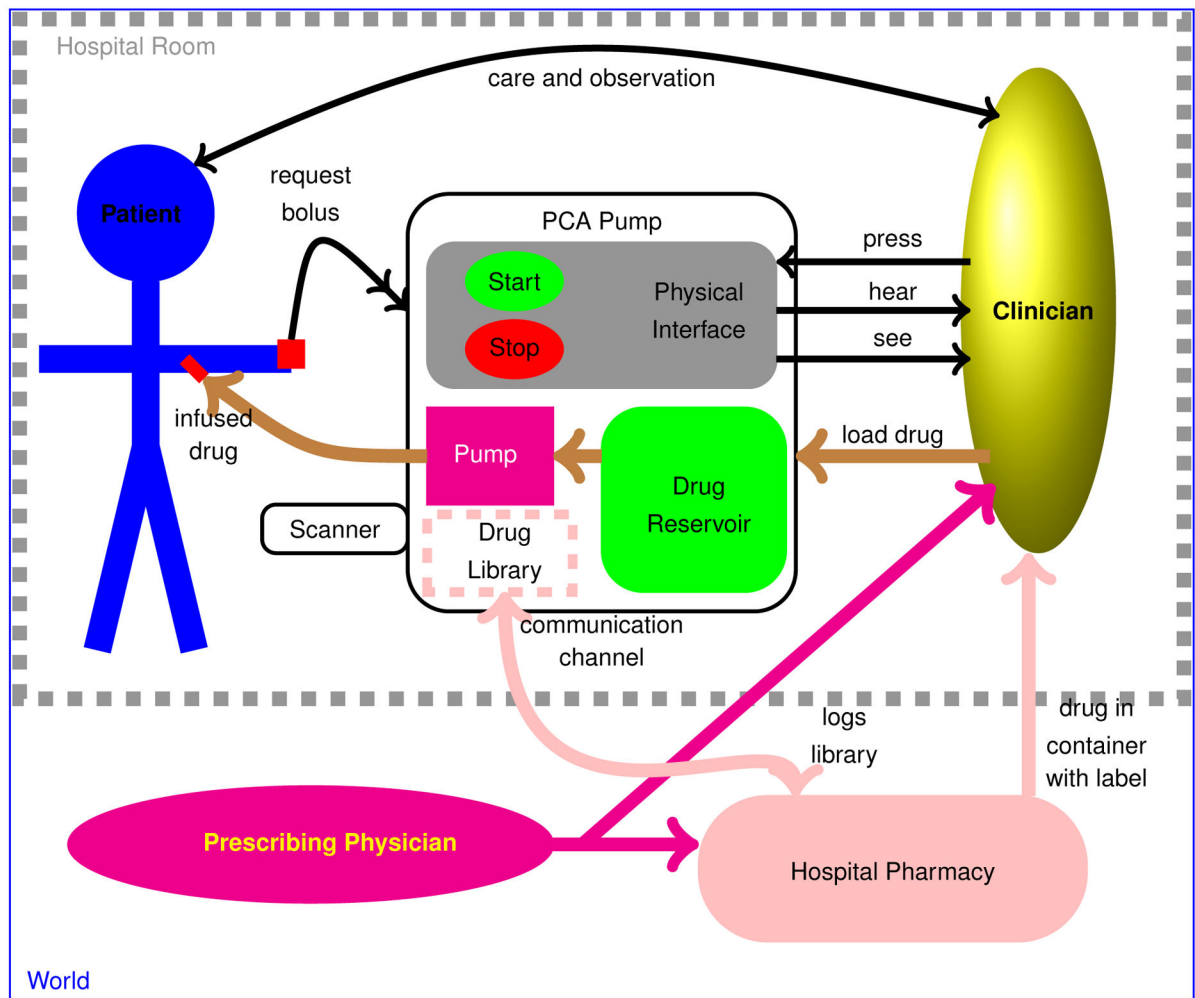 Hospital Room
care and observation
request
bolus
Patient
PCA Pump
Start
Stop
Physical
Interface
press
hear
see
Clinician
infused
drug
Pump
Drug
Reservoir
load drug
Scanner
Drug
Library
communication
channel
logs
library
drug in
container
with label
Prescribing Physician
Hospital Pharmacy
World